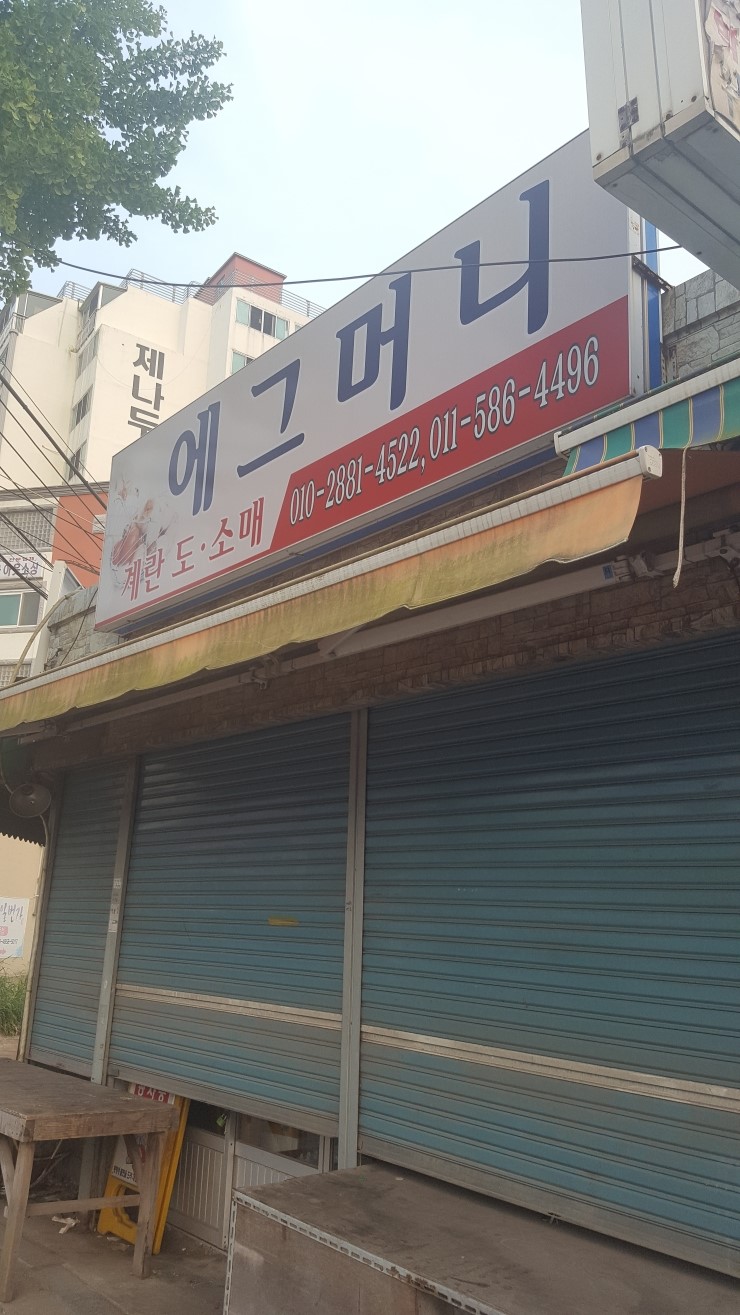 에그머니
계란 도·소매
010-2881-4522, 011-586-4496
제나두